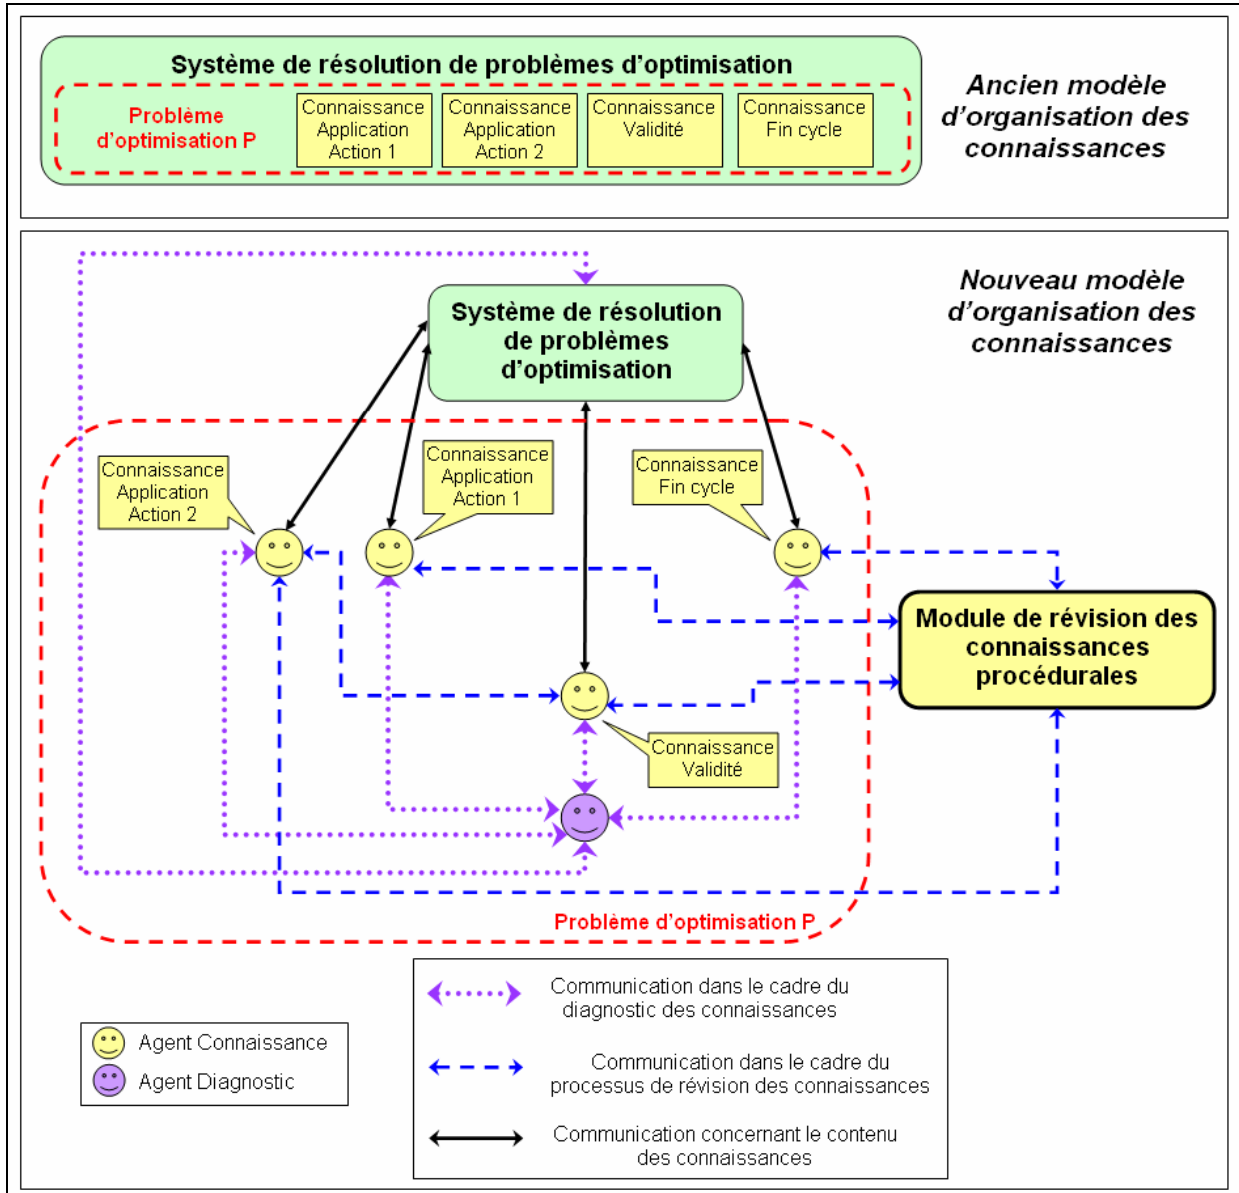 Système de résolution de problèmes d'optimisation
Problème
d'optimisation P
Connaissance
Application
Action 1
Connaissance
Application
Action 2
Connaissance
Validité
Connaissance
Fin cycle
Ancien modèle
d'organisation des
connaissances
Nouveau modèle
d'organisation des
connaissances
Système de résolution
de problèmes
d'optimisation
Connaissance
Application
Action 2
Connaissance
Application
Action 1
Connaissance
Fin cycle
Module de révision des
connaissances
procédurales
Connaissance
Validité
Problème d'optimisation P
Agent Connaissance
Agent Diagnostic
Communication dans le cadre du
diagnostic des connaissances
Communication dans le cadre du
processus de révision des connaissances
Communication concernant le contenu
des connaissances